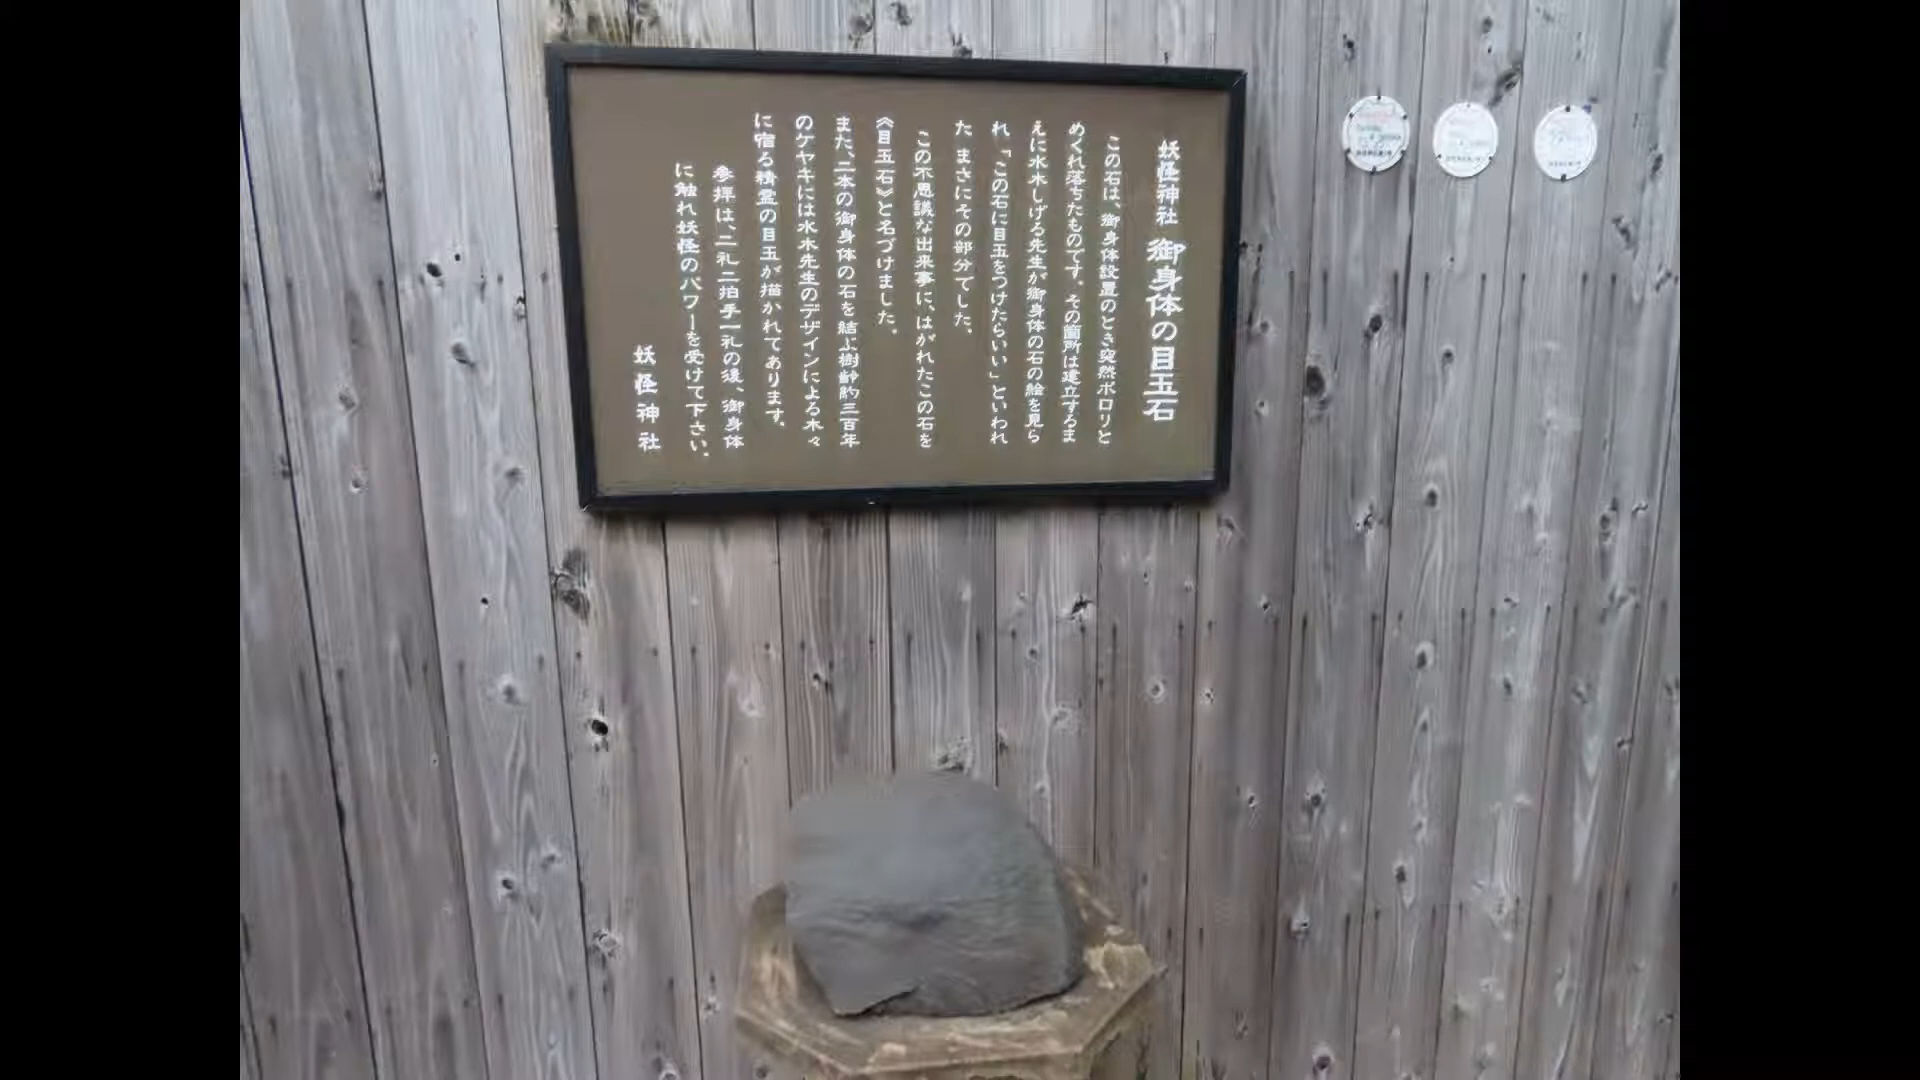 妖怪神社 御身体の目玉石
この石は、御身体設置のとき突然ポロリと
めくれ落ちたものです。その箇所は建立するま
えに水木しげる先生が御身体の石の絵を見ら
れ「この石に目玉をつけたらいい」といわれ
た まさにその部分でした。
この不思議な出来事に、はがれたこの石を
《目玉石》と名づけました。
また、二本の御身体の石を結ぶ樹齢約三百年
のケヤキには水木先生のデザインによる木々
に宿る精霊の目玉が描かれてあります。
参拝は、二礼二拍手一礼の後、御身体
に触れ妖怪のパワーを受けて下さい。
妖怪神社